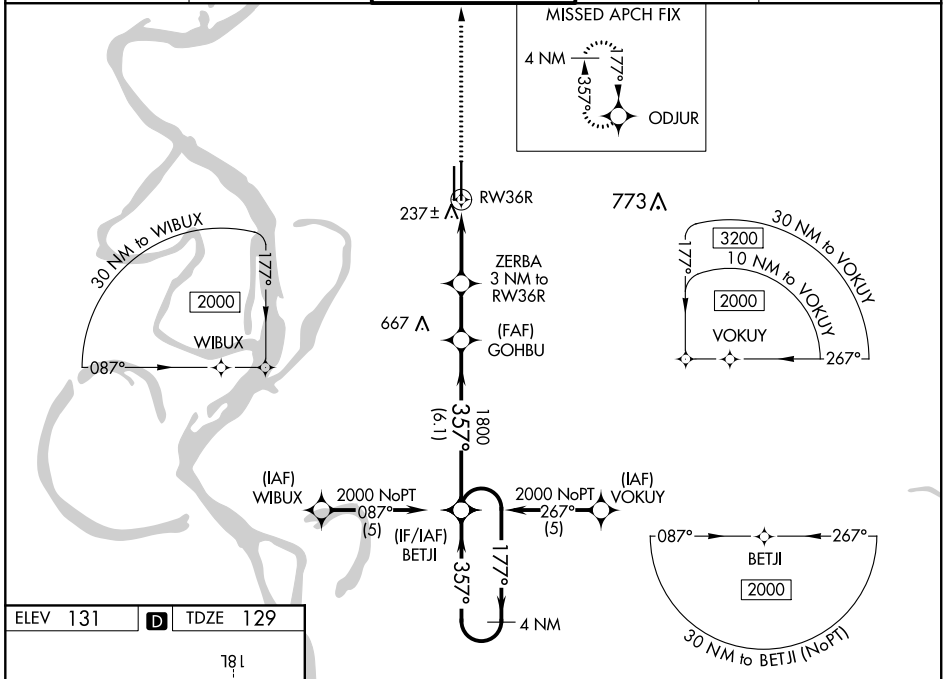 MISSED APCH FIX
4 NM
177°
357°
ODJUR
RW36R
237±
773
30 NM to WIBUX
177°
2000
WIBUX
087°
ZERBA
3 NM to
RW36R
667
(FAF)
GOHBU
30 NM to VOKUY
3200
10 NM to VOKUY
177°
2000
VOKUY
267°
1800
357°
(6.1)
(IAF)
WIBUX
2000 NoPT
087°
(5)
(IF/IAF)
BETJI
2000 NoPT
267°
(5)
(IAF)
VOKUY
357°
177°
4 NM
087°
267°
BETJI
2000
30 NM to BETJI (NoPT)
ELEV 131
D
TDZE 129
18L